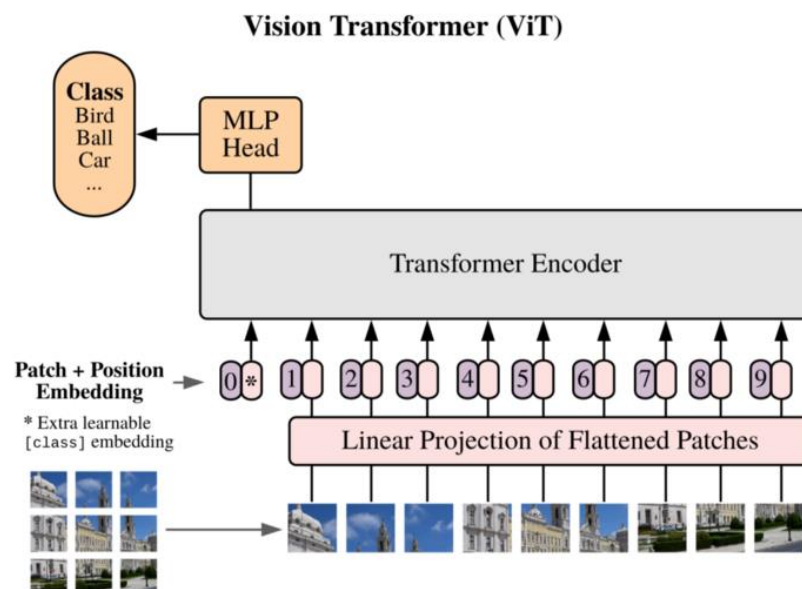 Vision Transformer (ViT)
Class
Bird
Ball
Car
...
MLP
Head
Transformer Encoder
Patch + Position
Embedding
0 * 1 2 3 4 5 6 7 8 9
* Extra learnable
[class] embedding
Linear Projection of Flattened Patches